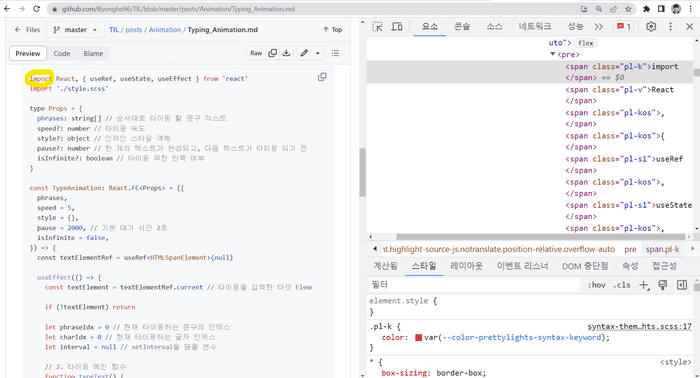 github.com/Byongho96/TIL/blob/master/posts/Animation/Typing_Animation.md
Files
master
TIL / posts / Animation / Typing_Animation.md
Top
Preview
Code
Blame
Raw
import React, { useRef, useState, useEffect } from 'react'
import './style.scss'
type Props = {
phrases: string[] // 순서대로 타이핑 할 문구 리스트
speed?: number // 타이핑 속도
style?: object // 인라인 스타일 객체
pause?: number // 한 개의 텍스트가 완성되고, 다음 텍스트가 타이핑 되기 전
isInfinite?: boolean // 타이핑 무한 반복 여부
}
const TypeAnimation: React.FC<Props> = ({
phrases,
speed = 5,
style = {},
pause = 2000, // 기본 대기 시간 2초
isInfinite = false,
}) => {
const textElementRef = useRef<HTMLSpanElement>(null)
useEffect(() => {
const textElement = textElementRef.current // 타이핑을 입력한 타겟 Eleme
if (!textElement) return
let phraseIdx = 0 // 현재 타이핑하는 문구의 인덱스
let charIdx = 0 // 현재 타이핑하는 글자 인덱스
let interval = null // setInterval을 담을 변수
// 2. 타이핑 메인 함수
function typeText() {
요소
콘솔
소스
네트워크
1
uto">
flex
<pre>
<span class="pl-k">import
</span> == $0
<span class="pl-v">React
</span>
<span class="pl-kos">,
</span>
<span class="pl-kos">{
</span>
<span class="pl-s1">useRef
</span>
<span class="pl-kos">,
</span>
<span class="pl-s1">useState
</span>
<span class="pl-kos">,
nt.highlight-source-js.notranslate.position-relative.overflow-auto
pre
span.pl-k
계산됨
스타일
레이아웃
이벤트 리스너
DOM 중단점
속성
접근성
필터
:hov
.cls
element.style {
}
.pl-k {
syntax-them…hts.scss:17
color: var(--color-prettylights-syntax-keyword);
}
* {
<style>
box-sizing: border-box;